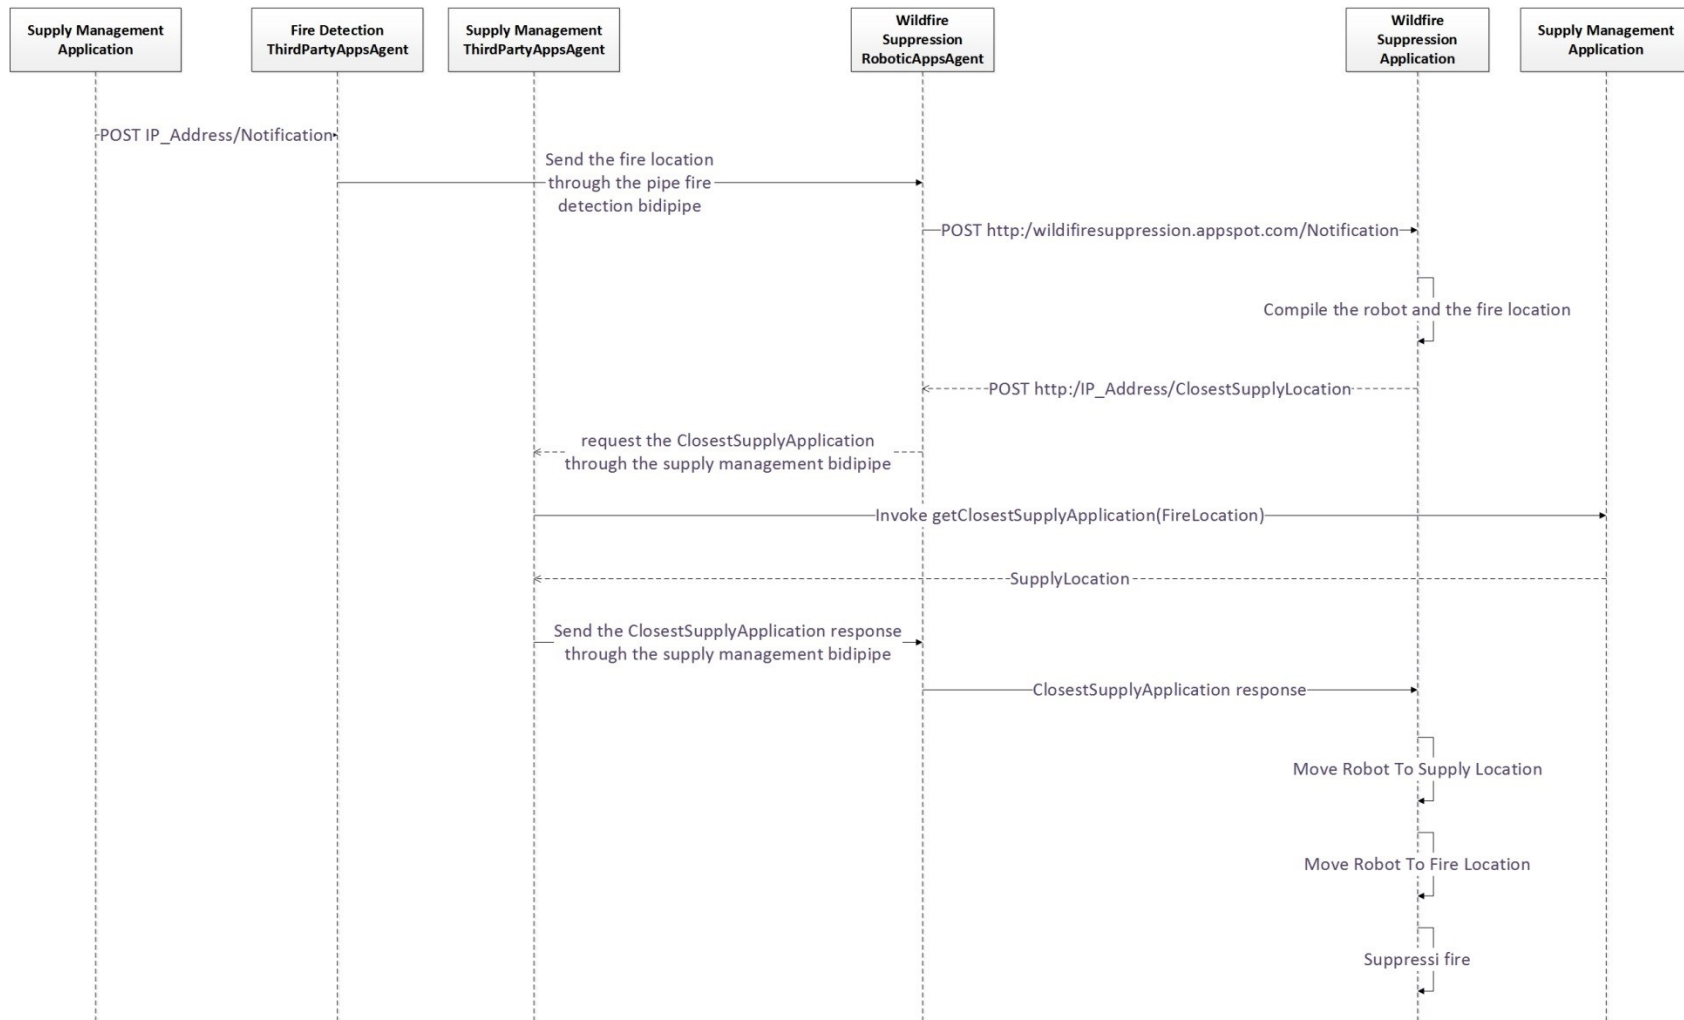 Supply Management
Application
Fire Detection
ThirdPartyAppsAgent
Supply Management
ThirdPartyAppsAgent
Wildfire
Suppression
RoboticAppsAgent
Wildfire
Suppression
Application
Supply Management
Application
POST IP_Address/Notification
Send the fire location
through the pipe fire
detection bidipipe
POST http:/wildifiresuppression.appspot.com/Notification
Compile the robot and the fire location
POST http:/IP_Address/ClosestSupplyLocation
request the ClosestSupplyApplication
through the supply management bidipipe
Invoke getClosestSupplyApplication(FireLocation)
SupplyLocation
Send the ClosestSupplyApplication response
through the supply management bidipipe
ClosestSupplyApplication response
Move Robot To Supply Location
Move Robot To Fire Location
Suppressi fire